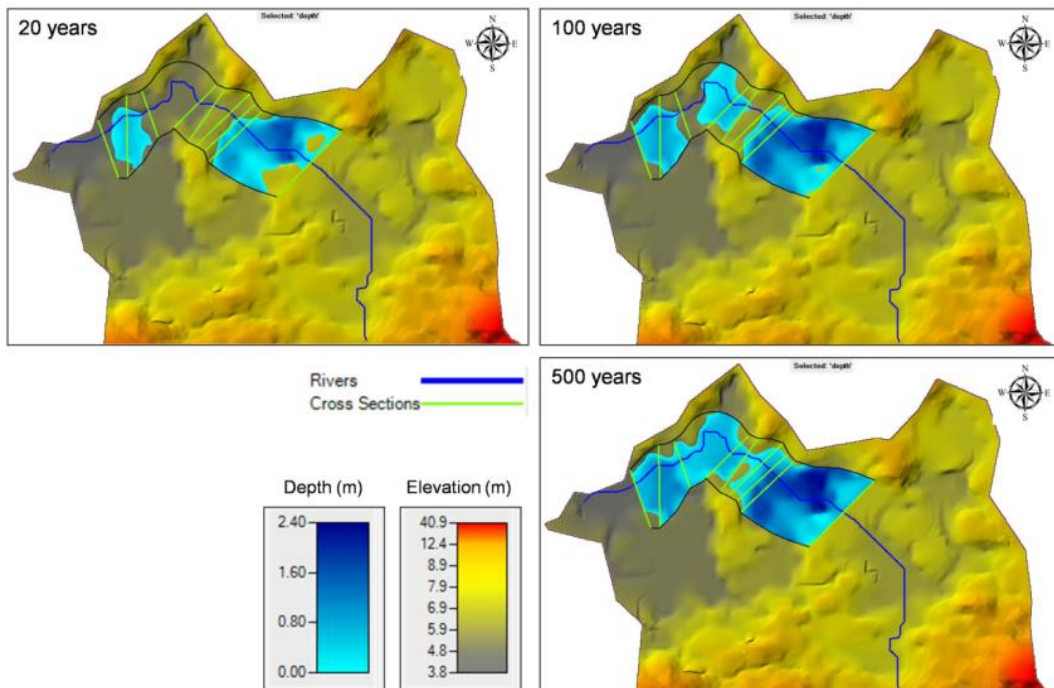 20 years
Selected: 'depth'
N
W
E
S
100 years
Selected: 'depth'
N
W
E
S
Rivers
Cross Sections
500 years
Selected: 'depth'
N
W
E
S
Depth (m)
2.40
1.60
0.80
0.00
Elevation (m)
40.9
12.4
8.9
7.9
6.9
5.9
4.8
3.8